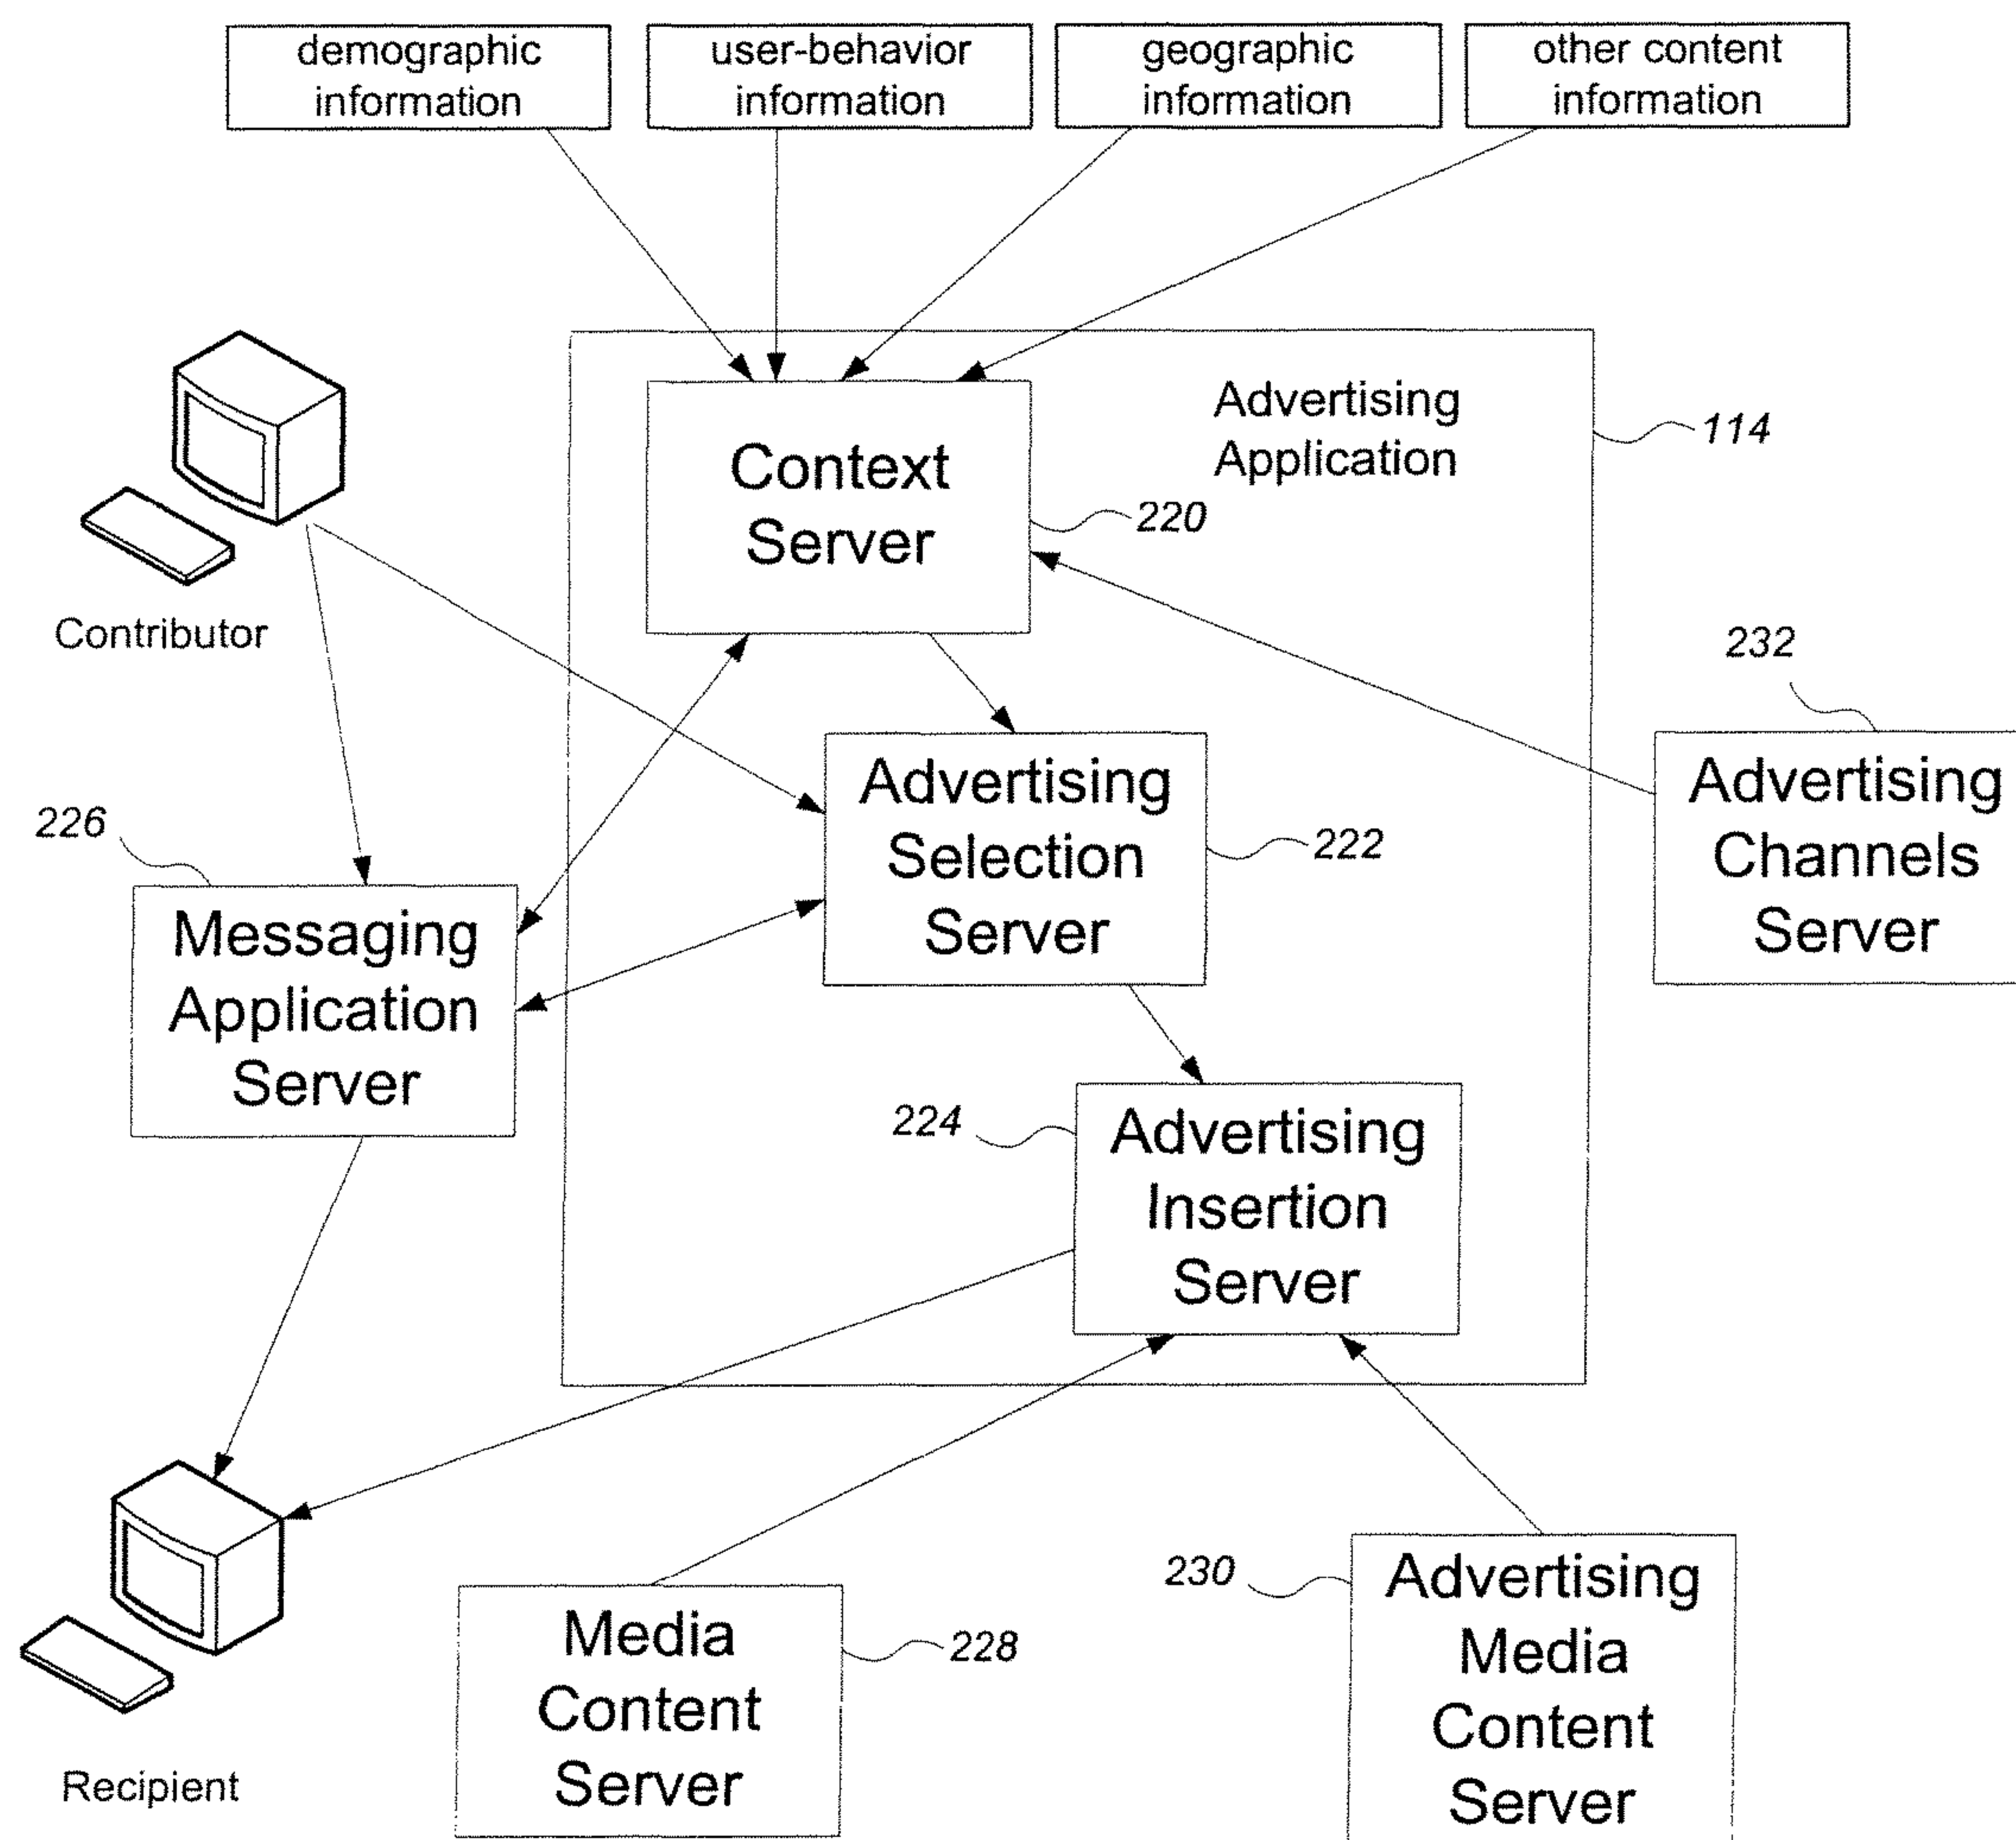 demographic
information
user-behavior
information
geographic
information
other content
information
Advertising
Application
114
Context
Server
220
Contributor
232
Advertising
Channels
Server
Advertising
Selection
Server
222
226
Messaging
Application
Server
224
Advertising
Insertion
Server
Recipient
Media
Content
Server
228
230
Advertising
Media
Content
Server